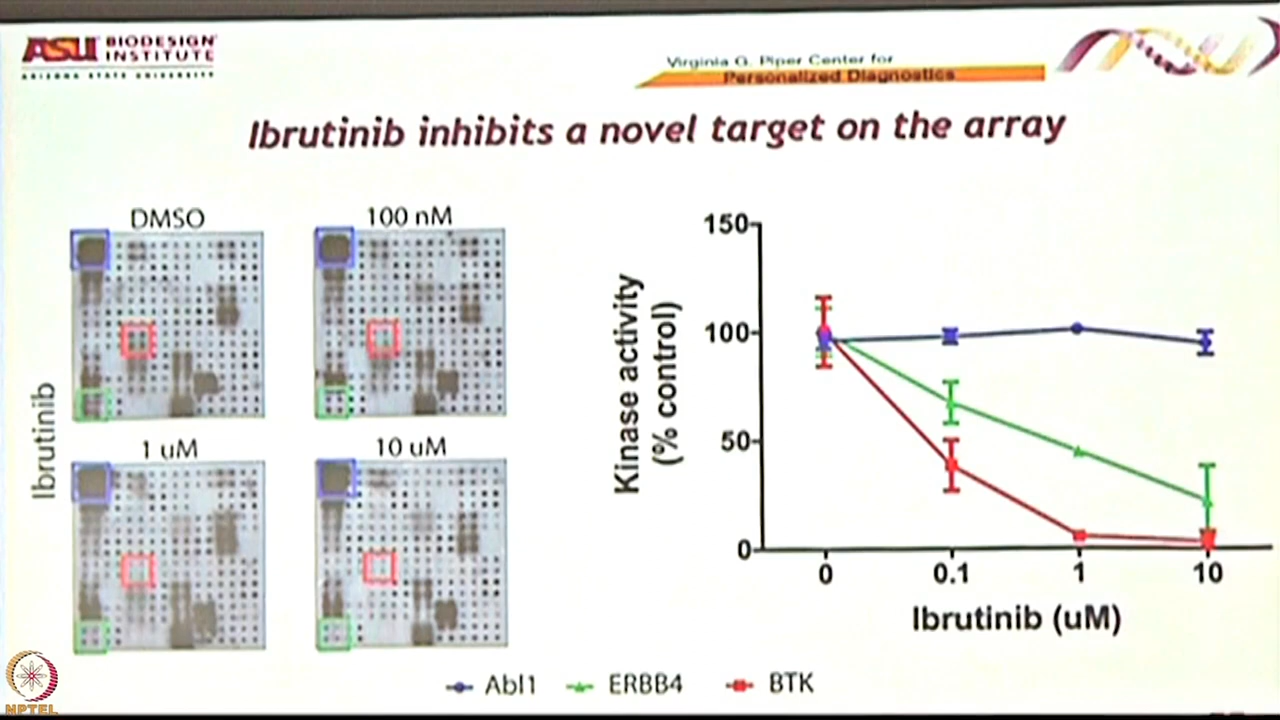 ASU BIODESIGN INSTITUTE
ARIZONA STATE UNIVERSITY
Virginia G. Piper Center for
Personalized Diagnostics
Ibrutinib inhibits a novel target on the array
DMSO
100 nM
1 uM
10 uM
Ibrutinib
Kinase activity
(% control)
150
100
50
0
0 0.1 1 10
Ibrutinib (uM)
Abl1 ERBB4 BTK
NPTEL